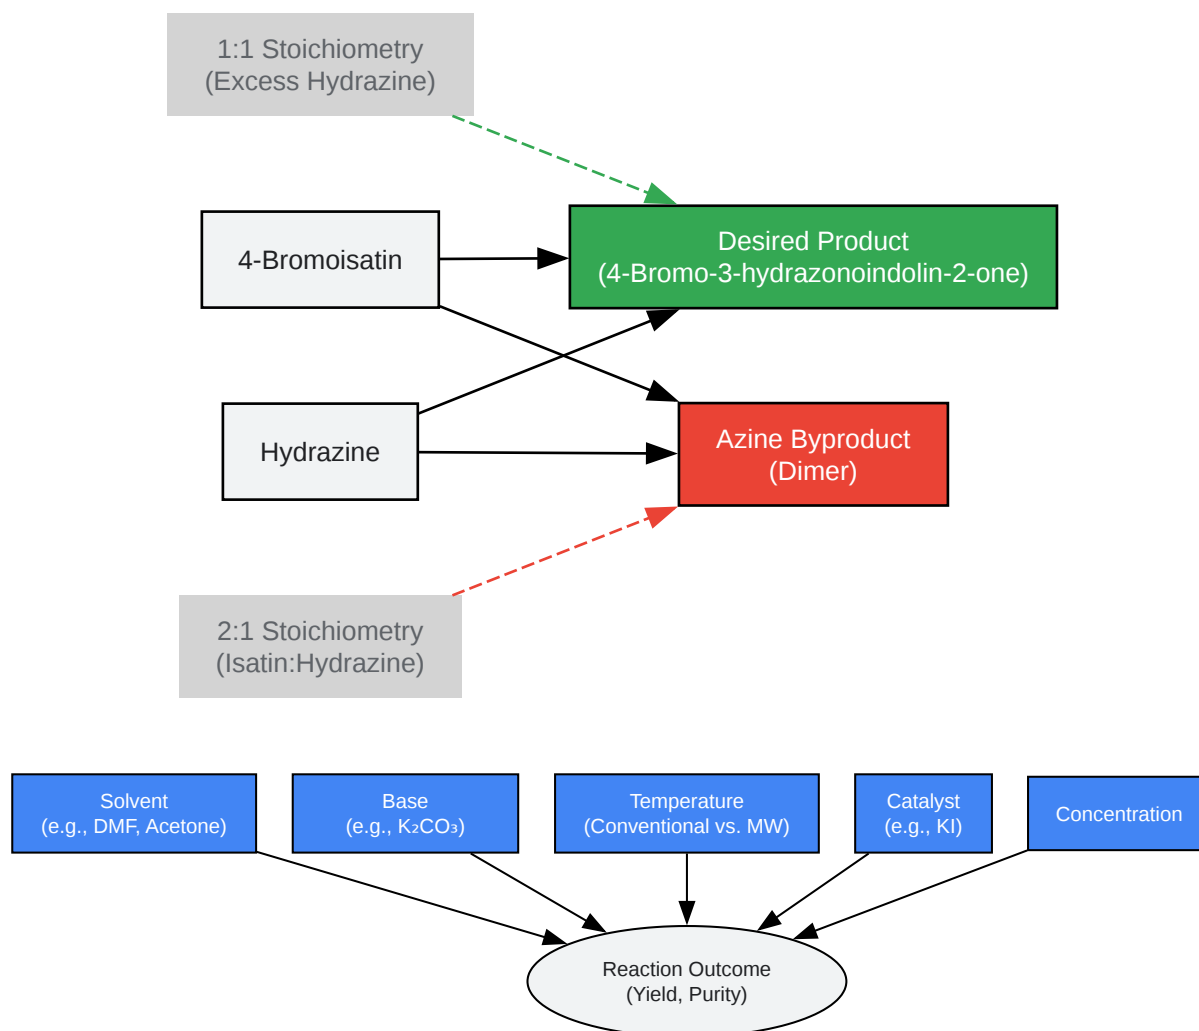 1:1 Stoichiometry
(Excess Hydrazine)
4-Bromoisatin
Desired Product
(4-Bromo-3-hydrazonoindolin-2-one)
Hydrazine
Azine Byproduct
(Dimer)
2:1 Stoichiometry
(Isatin:Hydrazine)
Solvent
(e.g., DMF, Acetone)
Base
(e.g., K₂CO₃)
Temperature
(Conventional vs. MW)
Catalyst
(e.g., KI)
Concentration
Reaction Outcome
(Yield, Purity)